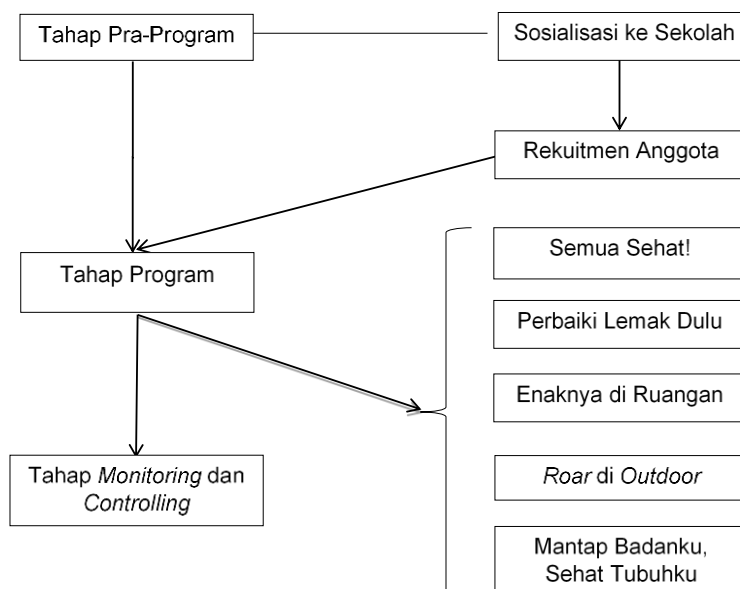 Tahap Pra-Program
Sosialisasi ke Sekolah
Rekuitmen Anggota
Tahap Program
Semua Sehat!
Perbaiki Lemak Dulu
Enaknya di Ruangan
Roar di Outdoor
Mantap Badanku,
Sehat Tubuhku
Tahap Monitoring dan
Controlling